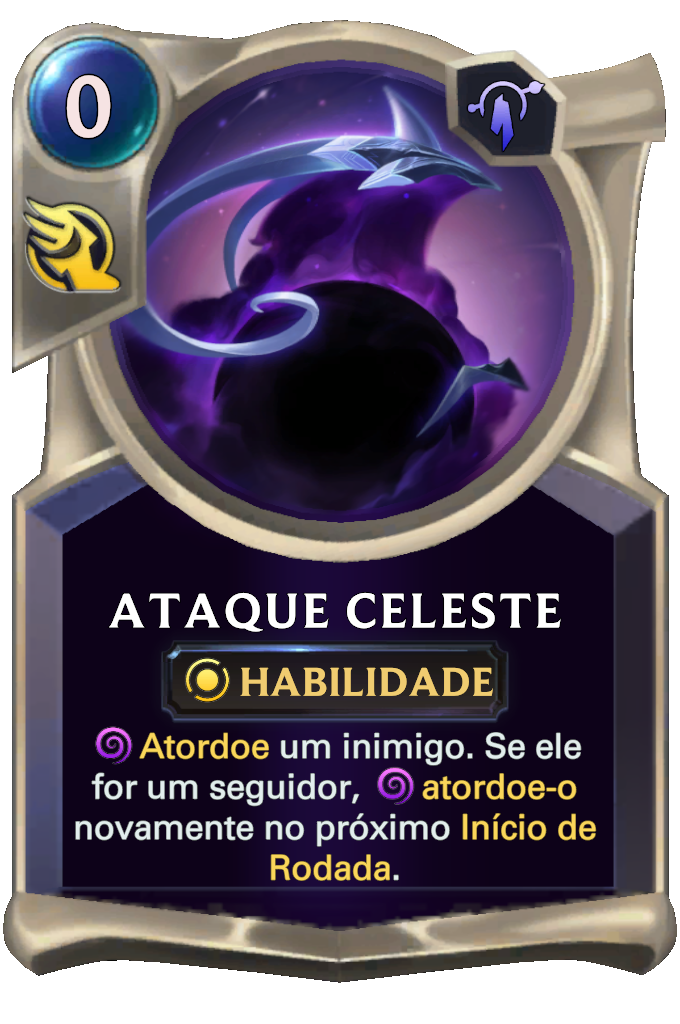 0
ATAQUE CELESTE
HABILIDADE
Atordoe um inimigo. Se ele
for um seguidor, atordoe-o
novamente no próximo Início de
Rodada.